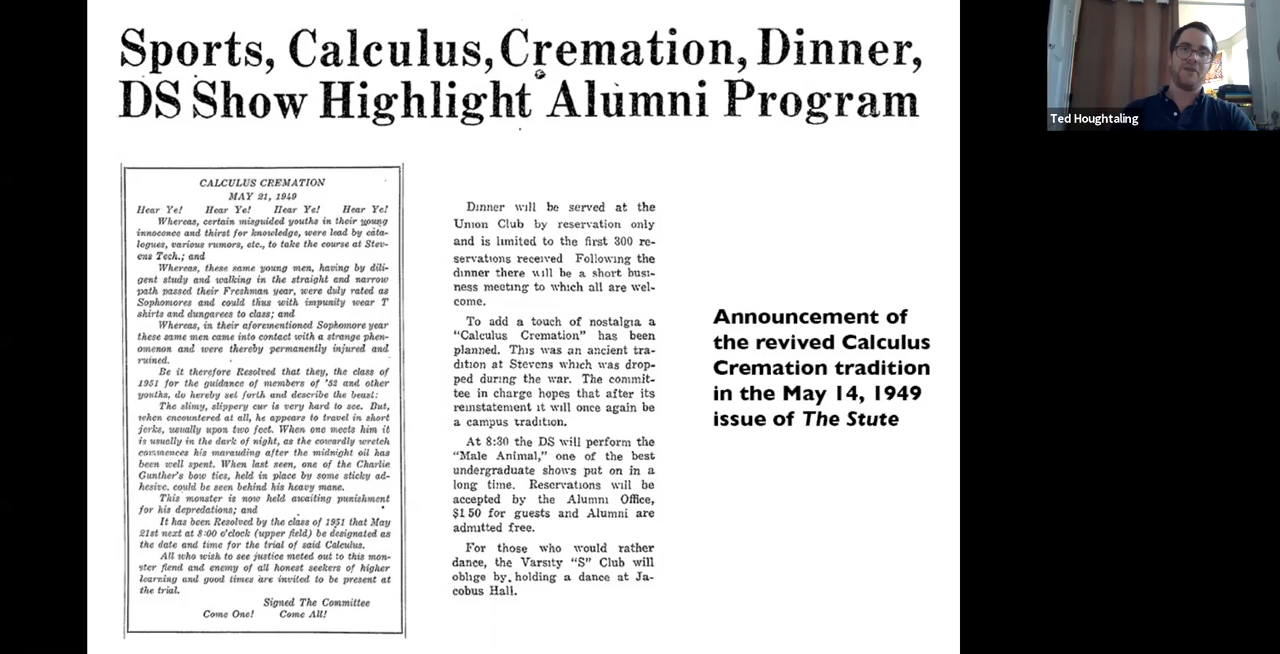 Sports, Calculus, Cremation, Dinner,
DS Show Highlight Alumni Program
CALCULUS CREMATION
MAY 21, 1949
Hear Ye! Hear Ye! Hear Ye! Hear Ye!
Whereas, certain misguided youths in their young
innocence and thirst for knowledge, were lead by cata-
logues, various rumors, etc., to take the course at Stev-
ens Tech.; and
Whereas, these same young men, having by dili-
gent study and walking in the straight and narrow
path passed their Freshman year, were duly rated as
Sophomores and could thus with impunity wear T
shirts and dungarees to class; and
Whereas, in their aforementioned Sophomore year
these same men came into contact with a strange phen-
omenon and were thereby permanently injured and
ruined.
Be it therefore Resolved that they, the class of
1951 for the guidance of members of '52 and other
youths, do hereby set forth and describe the beast:
The slimy, slippery cur is very hard to see. But,
when encountered at all, he appears to travel in short
jerks, usually upon two feet. When one meets him it
is usually in the dark of night, as the cowardly wretch
commences his marauding after the midnight oil has
been well spent. When last seen, one of the Charlie
Gunther's bow ties, held in place by some sticky ad-
hesive, could be seen behind his heavy mane.
This monster is now held awaiting punishment
for his depredations; and
It has been Resolved by the class of 1951 that May
21st next at 8:00 o'clock (upper field) be designated as
the date and time for the trial of said Calculus.
All who wish to see justice meted out to this mon-
ster fiend and enemy of all honest seekers of higher
learning and good times are invited to be present at
the trial.
Signed The Committee
Come One! Come All!
Dinner will be served at the
Union Club by reservation only
and is limited to the first 300 re-
servations received Following the
dinner there will be a short busi-
ness meeting to which all are wel-
come.
To add a touch of nostalgia a
"Calculus Cremation" has been
planned. This was an ancient tra-
dition at Stevens which was drop-
ped during the war. The commit-
tee in charge hopes that after its
reinstatement it will once again be
a campus tradition.
At 8:30 the DS will perform the
"Male Animal," one of the best
undergraduate shows put on in a
long time. Reservations will be
accepted by the Alumni Office,
$1 50 for guests and Alumni are
admitted free.
For those who would rather
dance, the Varsity "S" Club will
oblige by holding a dance at Ja-
cobus Hall.
Announcement of
the revived Calculus
Cremation tradition
in the May 14, 1949
issue of The Stute
Ted Houghtaling